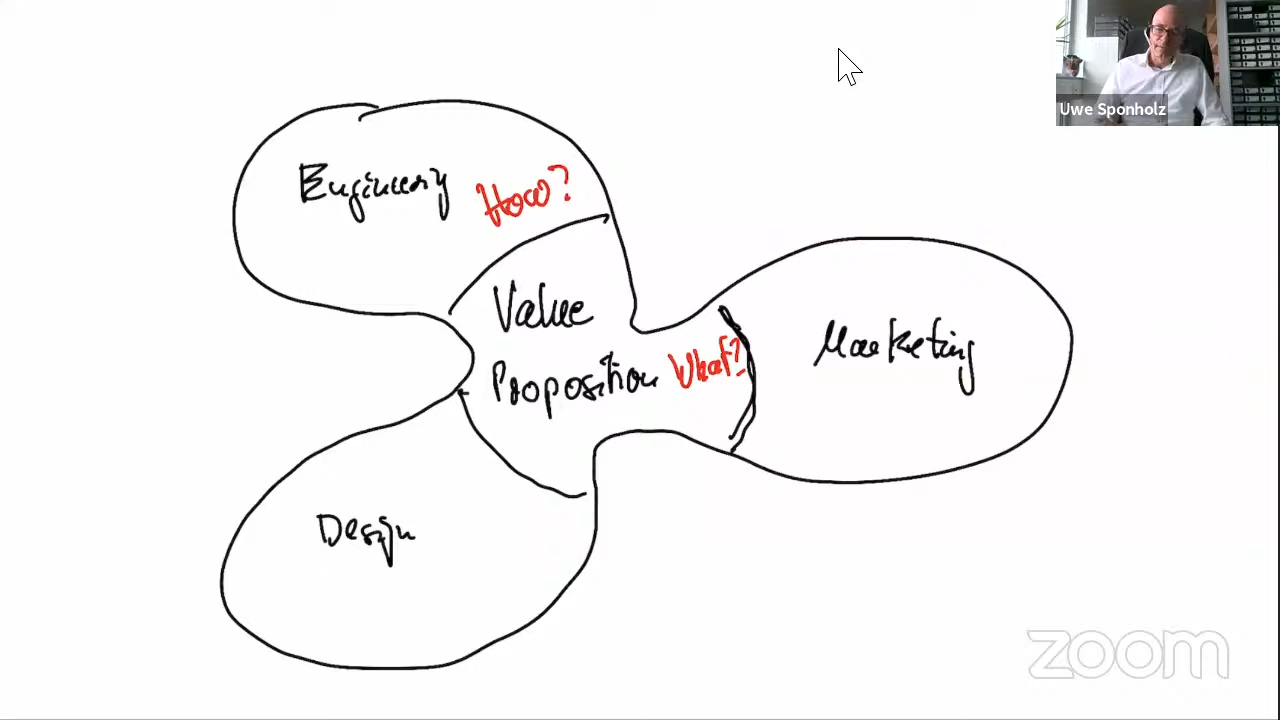 Uwe Sponholz
Engineering How?
Value
Proposition What?
Marketing
Design
zoom